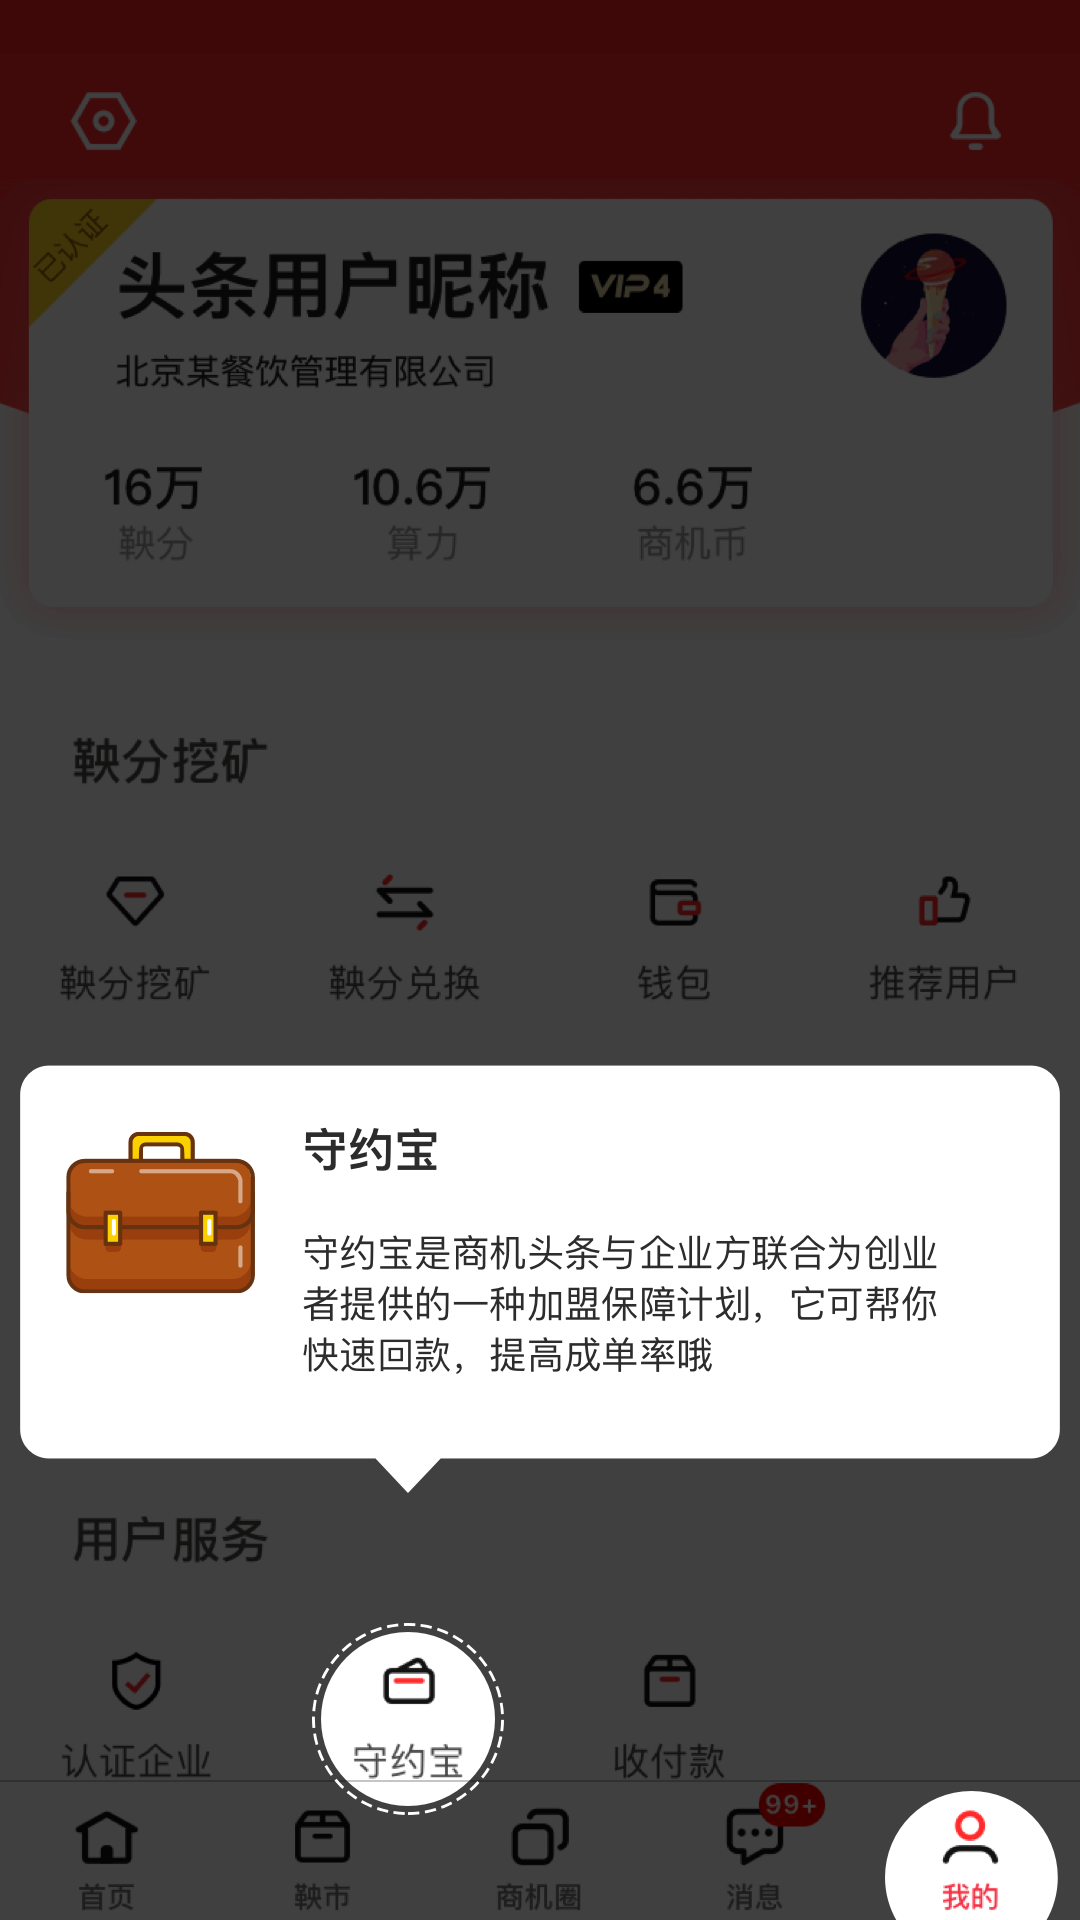 已认证
头条用户昵称 VIP4
北京某餐饮管理有限公司
16万 10.6万 6.6万
鞅分 算力 商机币
鞅分挖矿
鞅分挖矿 鞅分兑换 钱包 推荐用户
守约宝
守约宝是商机头条与企业方联合为创业
者提供的一种加盟保障计划，它可帮你
快速回款，提高成单率哦
用户服务
认证企业 守约宝 收付款
99+
首页 鞅市 商机圈 消息 我的